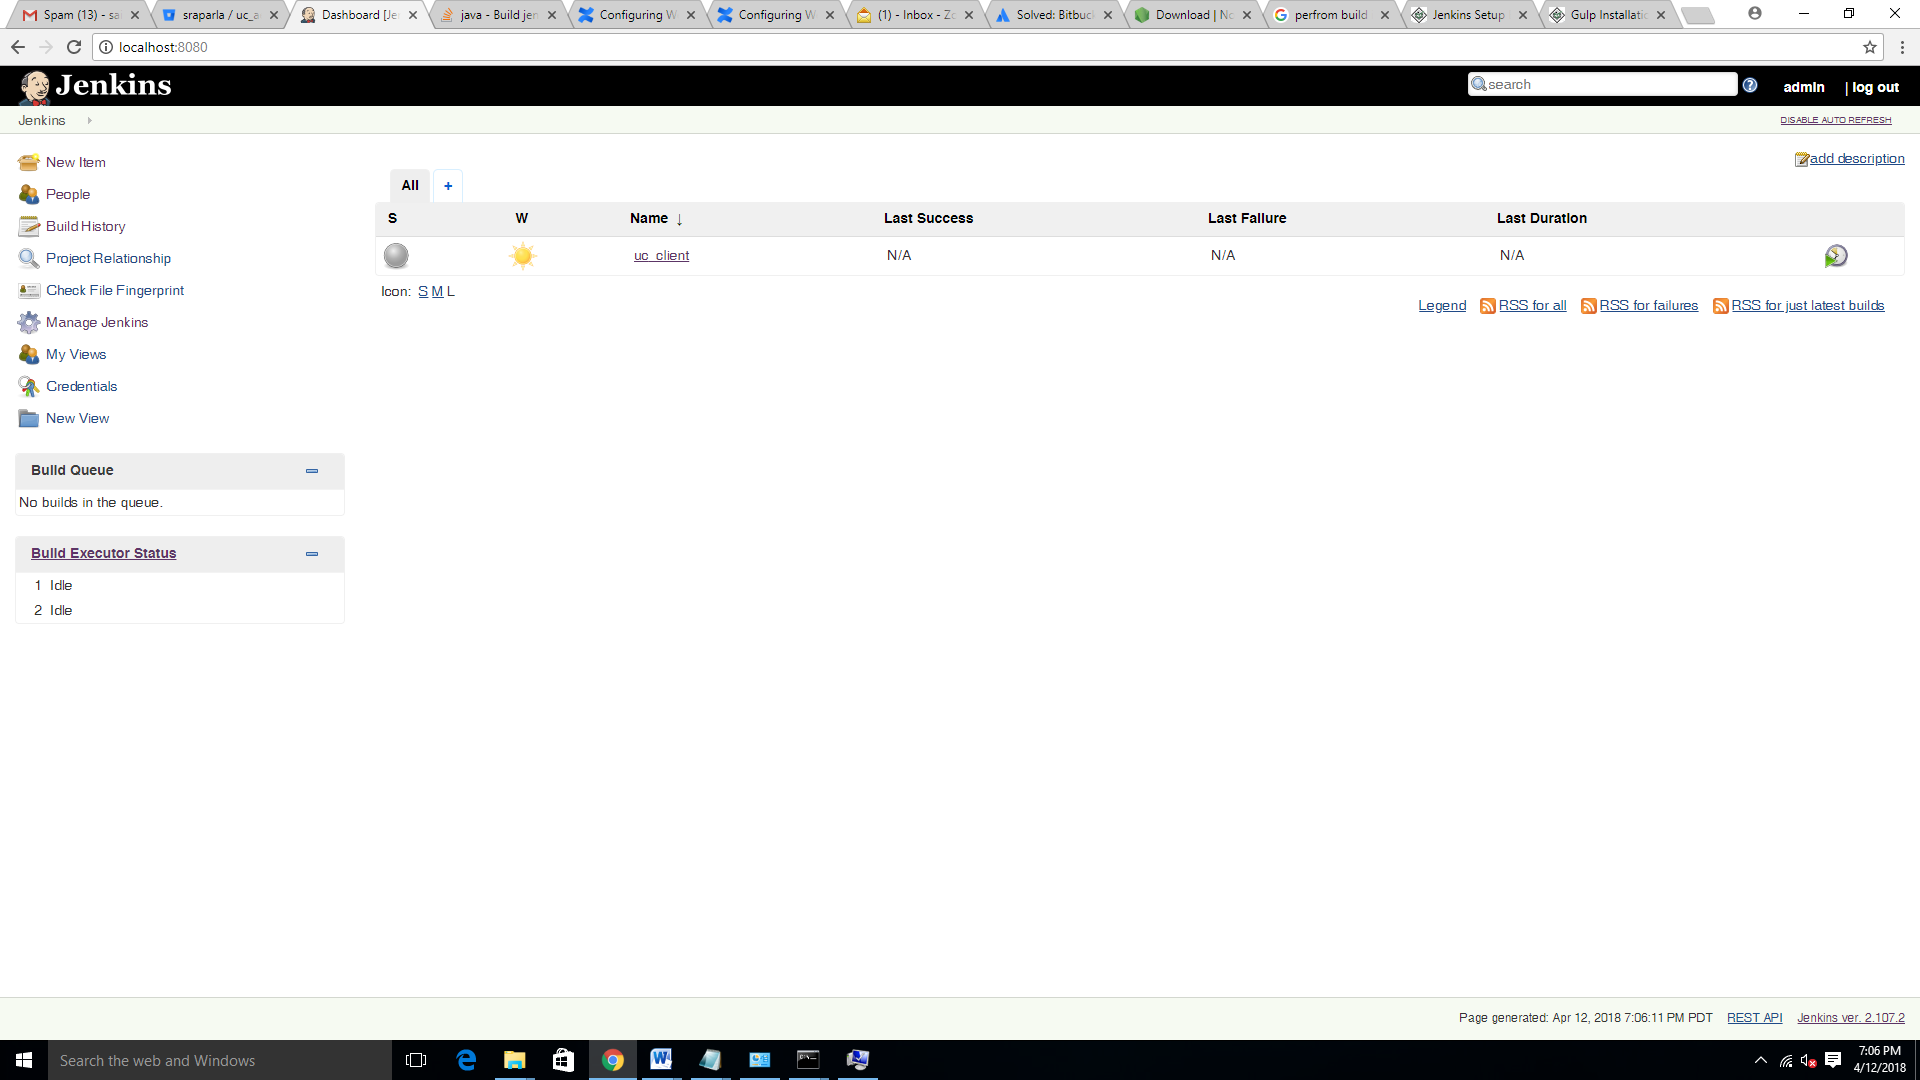 Spam (13) - sa
sraparla / uc_a
Dashboard [Je
java - Build jen
Configuring W
Configuring W
(1) - Inbox - Zo
Solved: Bitbuck
Download | No
perfrom build
Jenkins Setup
Gulp Installatio
localhost:8080
Jenkins
search
admin
| log out
Jenkins
DISABLE AUTO REFRESH
New Item
People
Build History
Project Relationship
Check File Fingerprint
Manage Jenkins
My Views
Credentials
New View
Build Queue
No builds in the queue.
Build Executor Status
1 Idle
2 Idle
add description
All +
S W Name ↓ Last Success Last Failure Last Duration
uc_client N/A N/A N/A
Icon: S M L
Legend RSS for all RSS for failures RSS for just latest builds
Page generated: Apr 12, 2018 7:06:11 PM PDT REST API Jenkins ver. 2.107.2
Search the web and Windows
7:06 PM
4/12/2018